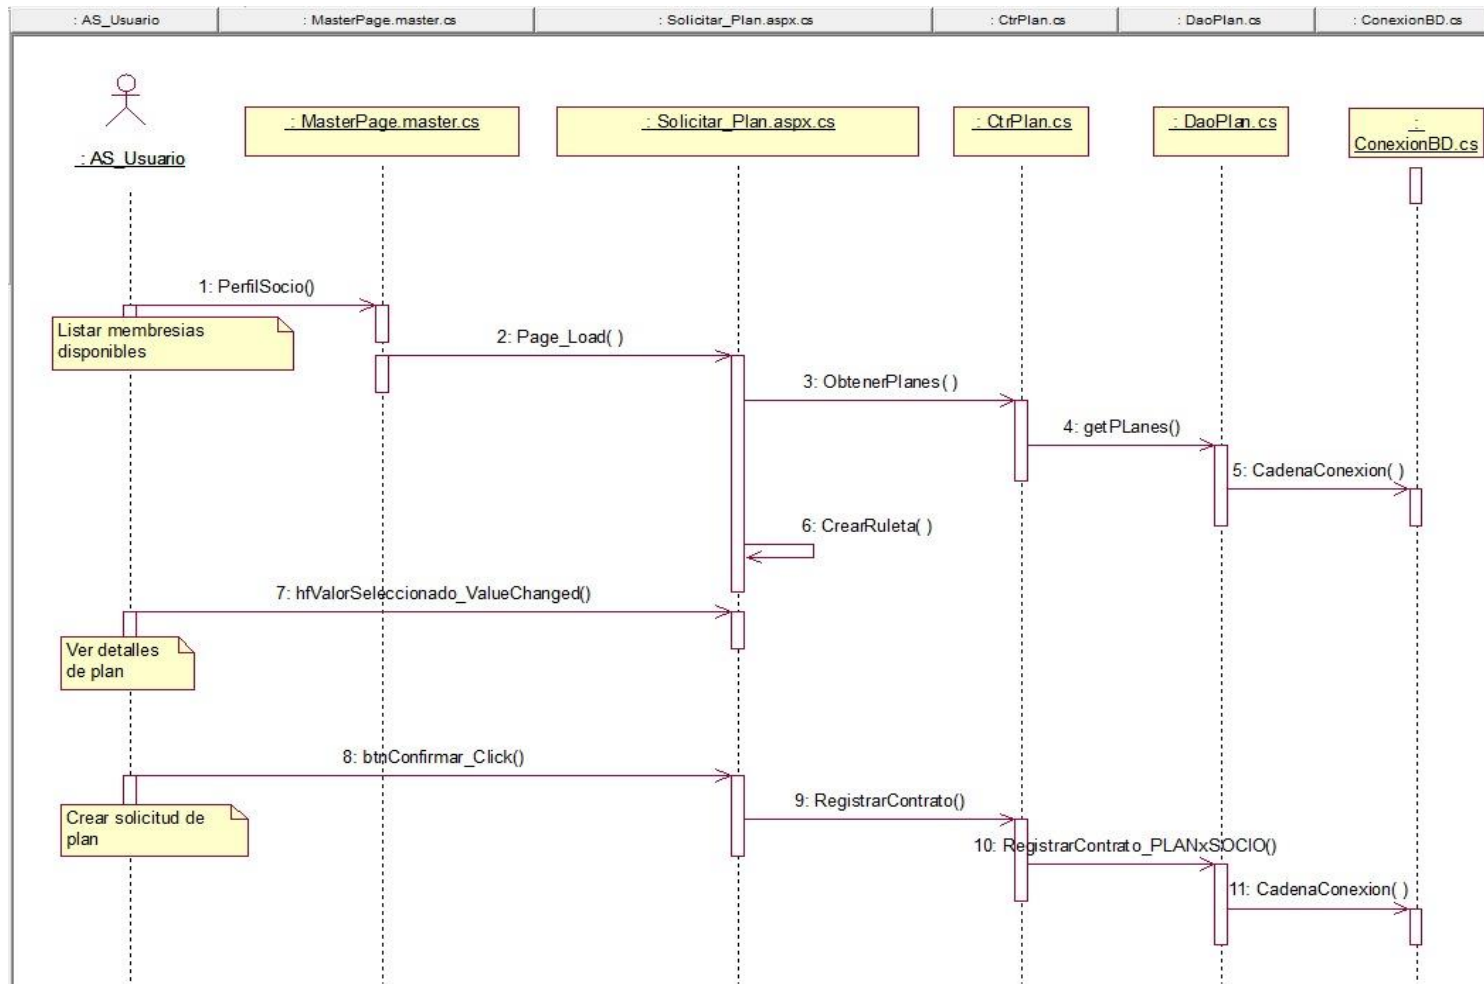 : AS_Usuario
: MasterPage.master.cs
: Solicitar_Plan.aspx.cs
: CtrPlan.cs
: DaoPlan.cs
: ConexionBD.cs
: AS_Usuario
: MasterPage.master.cs
: Solicitar_Plan.aspx.cs
: CtrPlan.cs
: DaoPlan.cs
:
ConexionBD.cs
1: PerfilSocio()
Listar membresias
disponibles
2: Page_Load( )
3: ObtenerPlanes( )
4: getPLanes()
5: CadenaConexion( )
6: CrearRuleta( )
7: hfValorSeleccionado_ValueChanged()
Ver detalles
de plan
8: btnConfirmar_Click()
Crear solicitud de
plan
9: RegistrarContrato()
10: RegistrarContrato_PLANxSOCIO()
11: CadenaConexion( )